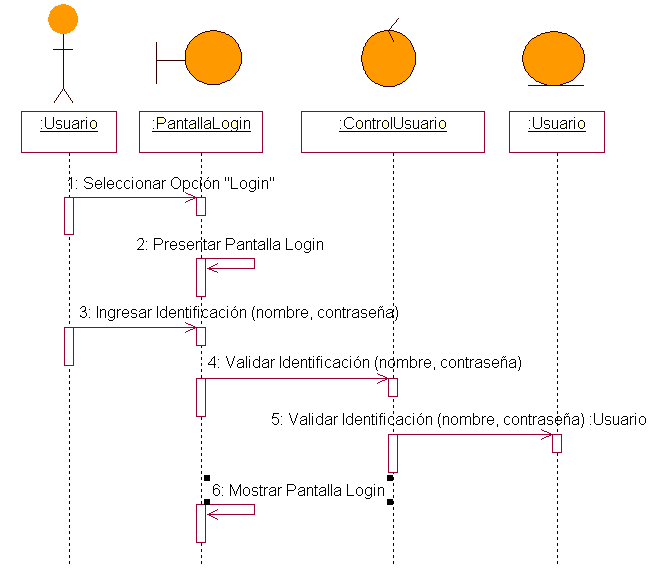 :Usuario
:PantallaLogin
:ControlUsuario
:Usuario
1: Seleccionar Opción "Login"
2: Presentar Pantalla Login
3: Ingresar Identificación (nombre, contraseña)
4: Validar Identificación (nombre, contraseña)
5: Validar Identificación (nombre, contraseña) :Usuario
6: Mostrar Pantalla Login